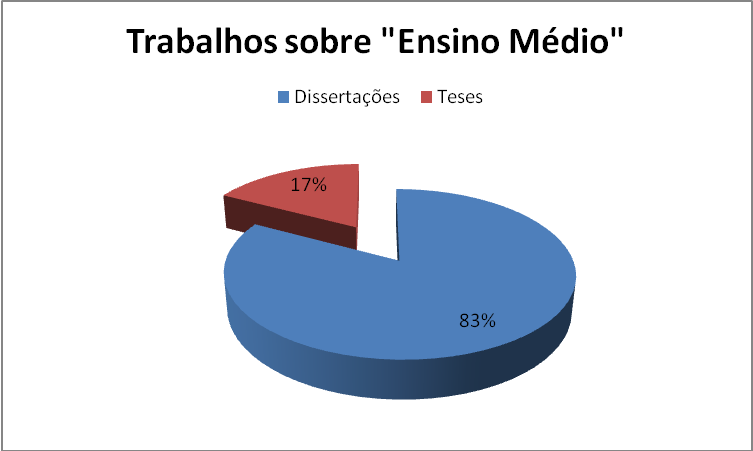 Trabalhos sobre "Ensino Médio"
Dissertações Teses
17%
83%